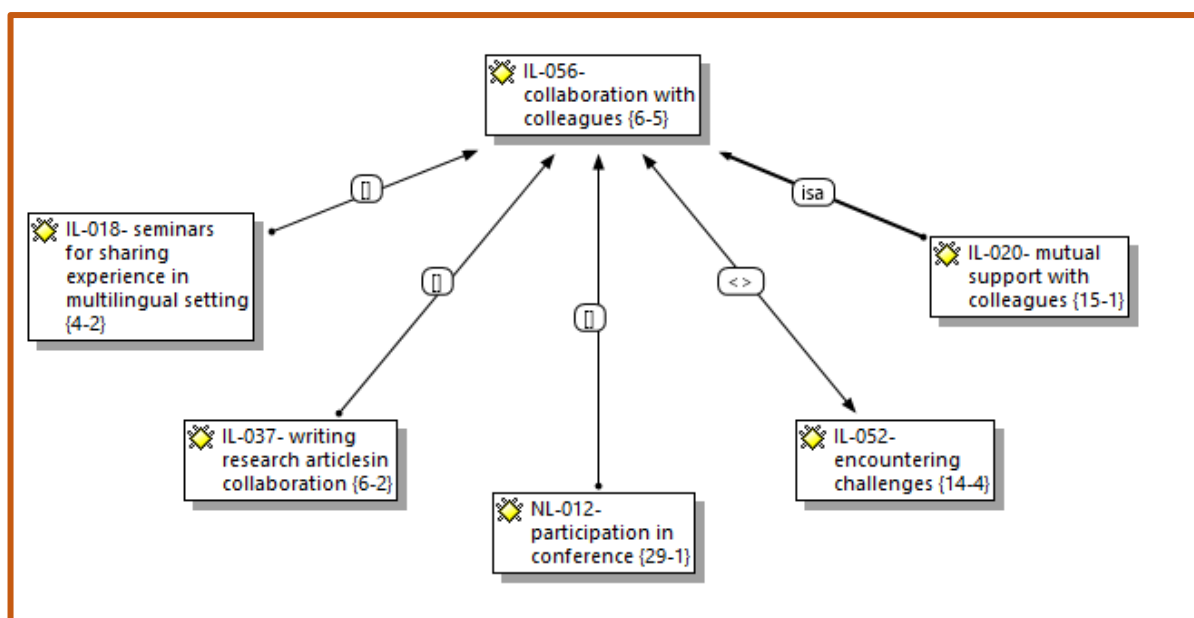 IL-056-
collaboration with
colleagues {6-5}
[]
isa
IL-018- seminars
for sharing
experience in
multilingual setting
{4-2}
IL-020- mutual
support with
colleagues {15-1}
[]
<>
[]
IL-037- writing
research articlesin
collaboration {6-2}
IL-052-
encountering
challenges {14-4}
NL-012-
participation in
conference {29-1}